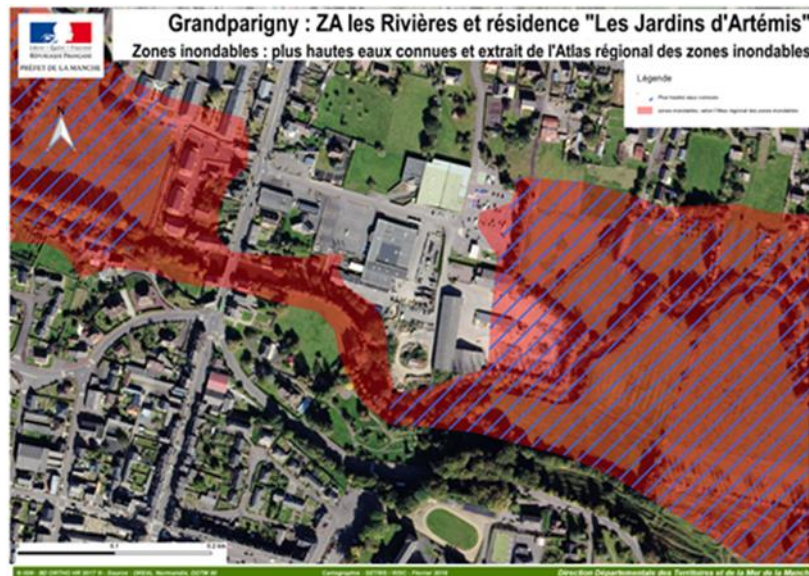 Grandparigny : ZA les Rivières et résidence "Les Jardins d'Artémis"
Zones inondables : plus hautes eaux connues et extrait de l'Atlas régional des zones inondables
RÉPUBLIQUE FRANÇAISE
PRÉFET DE LA MANCHE
Légende
Plus hautes eaux connues
zones inondables, selon l'Atlas régional des zones inondables
0.1
0.2 km
Direction Départementale des Territoires et de la Mer de la Manche